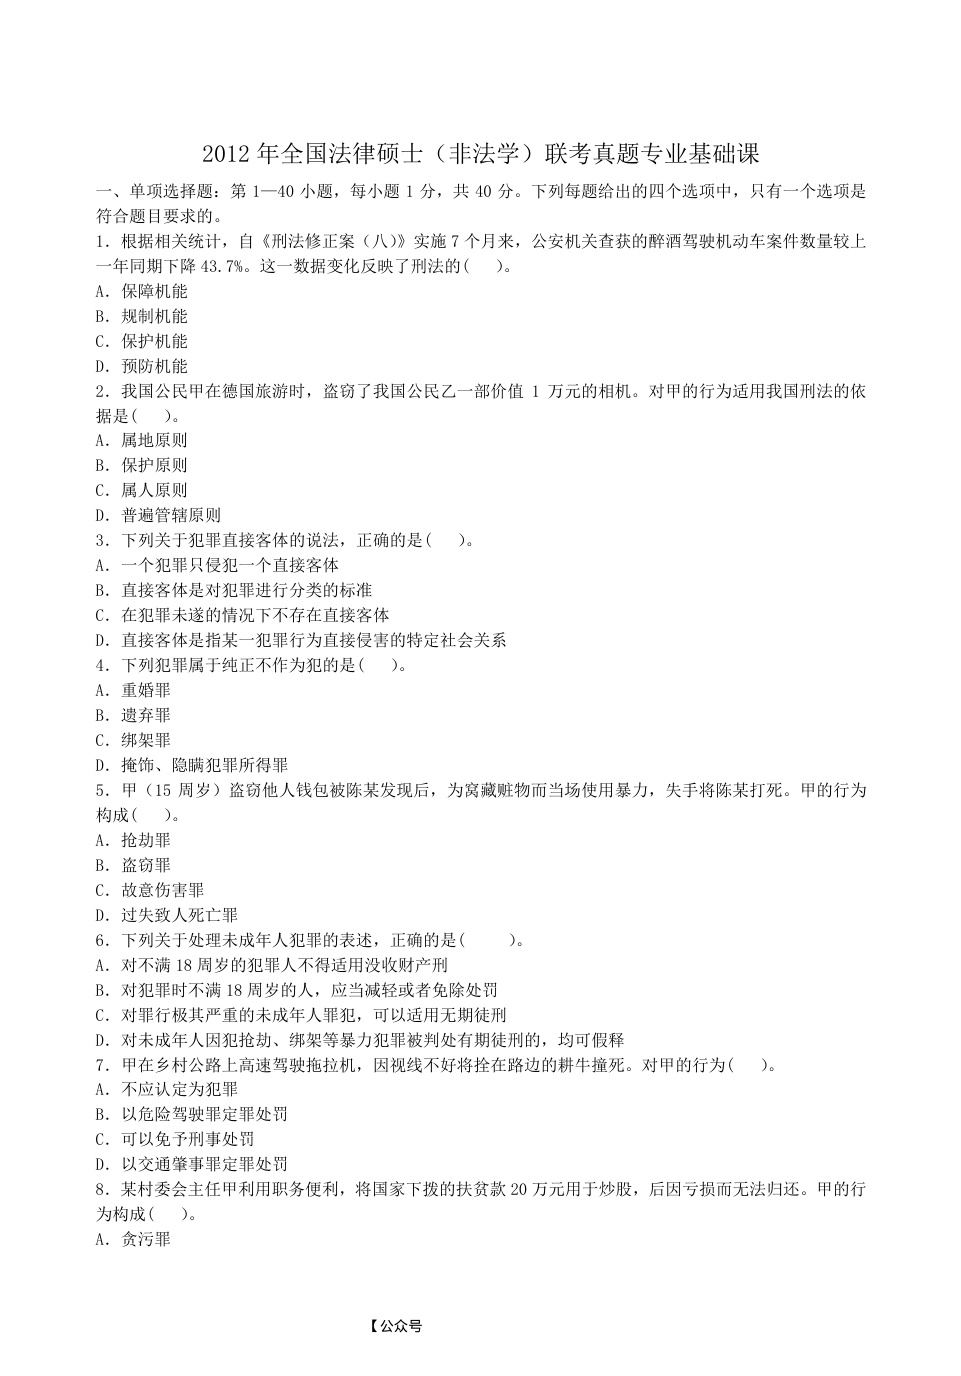 2012 年全国法律硕士（非法学）联考真题专业基础课
一、单项选择题：第 1—40 小题，每小题 1 分，共 40 分。下列每题给出的四个选项中，只有一个选项是
符合题目要求的。
1．根据相关统计，自《刑法修正案（八）》实施 7 个月来，公安机关查获的醉酒驾驶机动车案件数量较上
一年同期下降 43.7%。这一数据变化反映了刑法的(   )。
A．保障机能
B．规制机能
C．保护机能
D．预防机能
2．我国公民甲在德国旅游时，盗窃了我国公民乙一部价值 1 万元的相机。对甲的行为适用我国刑法的依
据是(   )。
A．属地原则
B．保护原则
C．属人原则
D．普遍管辖原则
3．下列关于犯罪直接客体的说法，正确的是(   )。
A．一个犯罪只侵犯一个直接客体
B．直接客体是对犯罪进行分类的标准
C．在犯罪未遂的情况下不存在直接客体
D．直接客体是指某一犯罪行为直接侵害的特定社会关系
4．下列犯罪属于纯正不作为犯的是(   )。
A．重婚罪
B．遗弃罪
C．绑架罪
D．掩饰、隐瞒犯罪所得罪
5．甲（15 周岁）盗窃他人钱包被陈某发现后，为窝藏赃物而当场使用暴力，失手将陈某打死。甲的行为
构成(   )。
A．抢劫罪
B．盗窃罪
C．故意伤害罪
D．过失致人死亡罪
6．下列关于处理未成年人犯罪的表述，正确的是(     )。
A．对不满 18 周岁的犯罪人不得适用没收财产刑
B．对犯罪时不满 18 周岁的人，应当减轻或者免除处罚
C．对罪行极其严重的未成年人罪犯，可以适用无期徒刑
D．对未成年人因犯抢劫、绑架等暴力犯罪被判处有期徒刑的，均可假释
7．甲在乡村公路上高速驾驶拖拉机，因视线不好将拴在路边的耕牛撞死。对甲的行为(   )。
A．不应认定为犯罪
B．以危险驾驶罪定罪处罚
C．可以免予刑事处罚
D．以交通肇事罪定罪处罚
8．某村委会主任甲利用职务便利，将国家下拨的扶贫款 20 万元用于炒股，后因亏损而无法归还。甲的行
为构成(   )。
A．贪污罪
【公众号